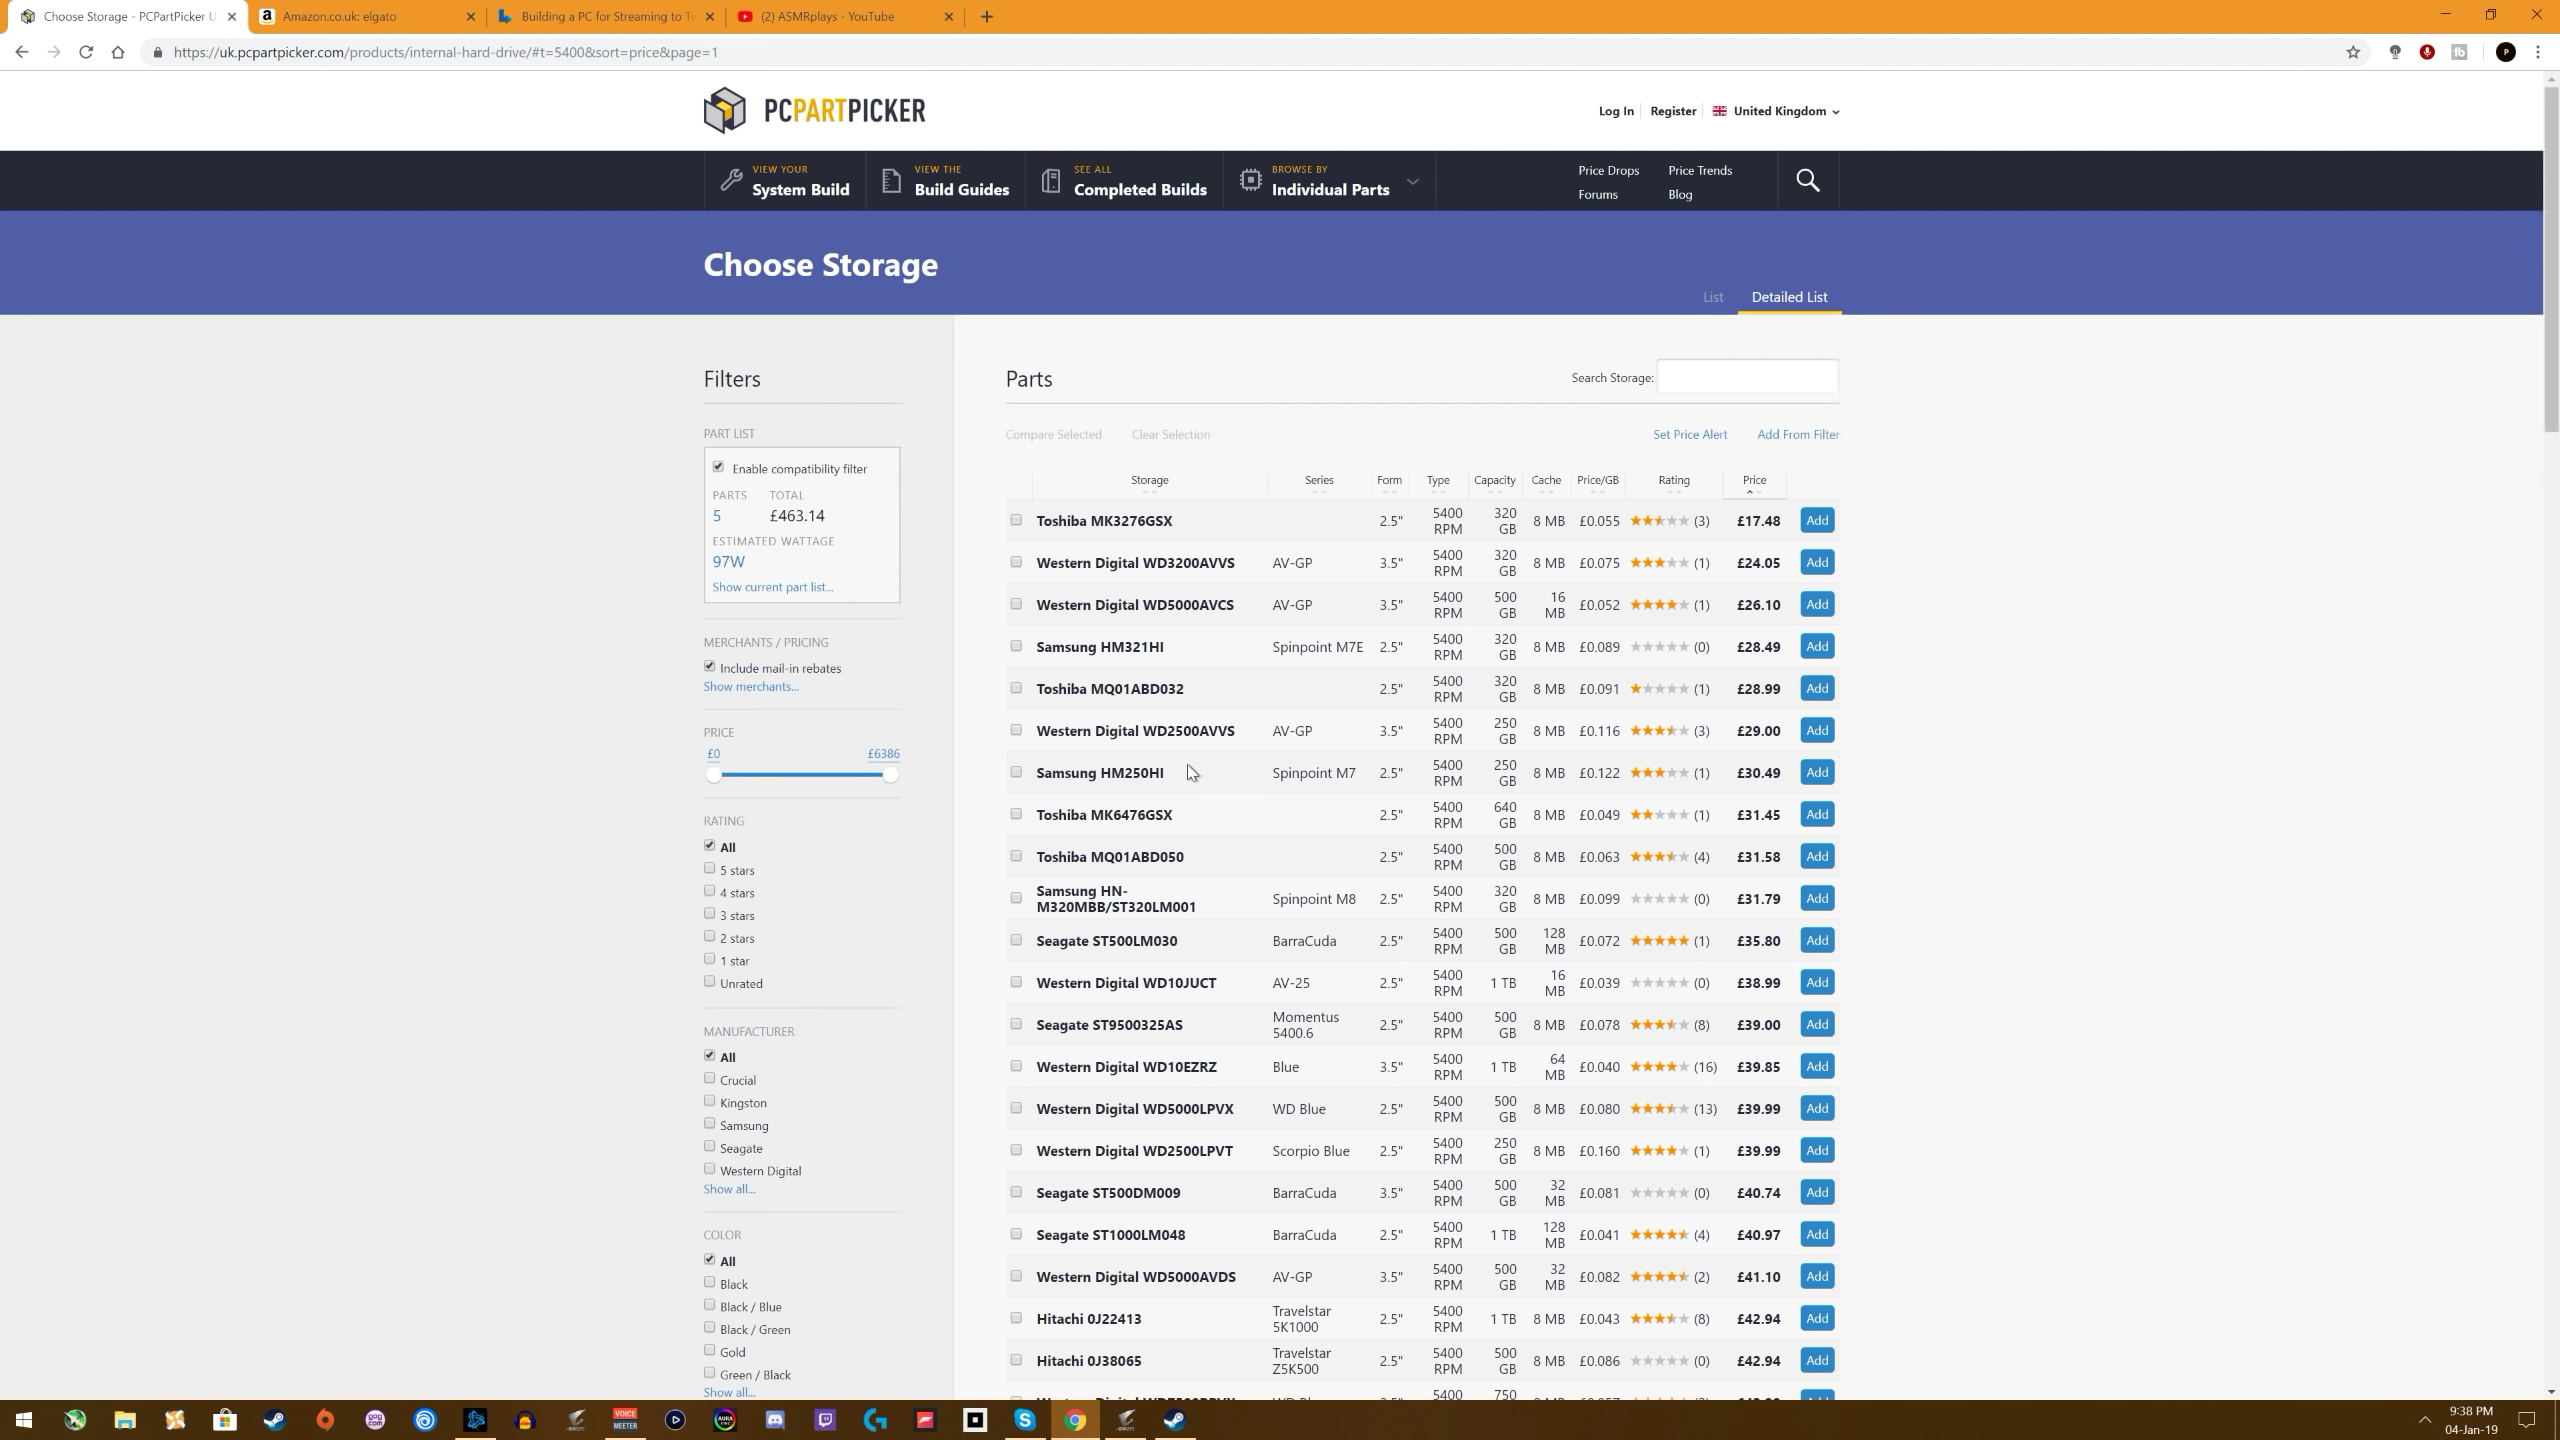 Choose Storage - PCPartPicker U
Amazon.co.uk: elgato
Building a PC for Streaming to Tw
(2) ASMRplays - YouTube
https://uk.pcpartpicker.com/products/internal-hard-drive/#t=5400&sort=price&page=1
PCPARTPICKER
Log In Register United Kingdom
VIEW YOUR
System Build
VIEW THE
Build Guides
SEE ALL
Completed Builds
BROWSE BY
Individual Parts
Price Drops Price Trends
Forums Blog
Choose Storage
List Detailed List
Filters
PART LIST
Enable compatibility filter
PARTS TOTAL
5 £463.14
ESTIMATED WATTAGE
97W
Show current part list...
MERCHANTS / PRICING
Include mail-in rebates
Show merchants...
PRICE
£0 £6386
RATING
All
5 stars
4 stars
3 stars
2 stars
1 star
Unrated
MANUFACTURER
All
Crucial
Kingston
Samsung
Seagate
Western Digital
Show all...
COLOR
All
Black
Black / Blue
Black / Green
Gold
Green / Black
Show all...
Parts
Search Storage:
Compare Selected Clear Selection Set Price Alert Add From Filter
Storage Series Form Type Capacity Cache Price/GB Rating Price
Toshiba MK3276GSX 2.5" 5400 RPM 320 GB 8 MB £0.055 (3) £17.48 Add
Western Digital WD3200AVVS AV-GP 3.5" 5400 RPM 320 GB 8 MB £0.075 (1) £24.05 Add
Western Digital WD5000AVCS AV-GP 3.5" 5400 RPM 500 GB 16 MB £0.052 (1) £26.10 Add
Samsung HM321HI Spinpoint M7E 2.5" 5400 RPM 320 GB 8 MB £0.089 (0) £28.49 Add
Toshiba MQ01ABD032 2.5" 5400 RPM 320 GB 8 MB £0.091 (1) £28.99 Add
Western Digital WD2500AVVS AV-GP 3.5" 5400 RPM 250 GB 8 MB £0.116 (3) £29.00 Add
Samsung HM250HI Spinpoint M7 2.5" 5400 RPM 250 GB 8 MB £0.122 (1) £30.49 Add
Toshiba MK6476GSX 2.5" 5400 RPM 640 GB 8 MB £0.049 (1) £31.45 Add
Toshiba MQ01ABD050 2.5" 5400 RPM 500 GB 8 MB £0.063 (4) £31.58 Add
Samsung HN-M320MBB/ST320LM001 Spinpoint M8 2.5" 5400 RPM 320 GB 8 MB £0.099 (0) £31.79 Add
Seagate ST500LM030 BarraCuda 2.5" 5400 RPM 500 GB 128 MB £0.072 (1) £35.80 Add
Western Digital WD10JUCT AV-25 2.5" 5400 RPM 1 TB 16 MB £0.039 (0) £38.99 Add
Seagate ST9500325AS Momentus 5400.6 2.5" 5400 RPM 500 GB 8 MB £0.078 (8) £39.00 Add
Western Digital WD10EZRZ Blue 3.5" 5400 RPM 1 TB 64 MB £0.040 (16) £39.85 Add
Western Digital WD5000LPVX WD Blue 2.5" 5400 RPM 500 GB 8 MB £0.080 (13) £39.99 Add
Western Digital WD2500LPVT Scorpio Blue 2.5" 5400 RPM 250 GB 8 MB £0.160 (1) £39.99 Add
Seagate ST500DM009 BarraCuda 3.5" 5400 RPM 500 GB 32 MB £0.081 (0) £40.74 Add
Seagate ST1000LM048 BarraCuda 2.5" 5400 RPM 1 TB 128 MB £0.041 (4) £40.97 Add
Western Digital WD5000AVDS AV-GP 3.5" 5400 RPM 500 GB 32 MB £0.082 (2) £41.10 Add
Hitachi 0J22413 Travelstar 5K1000 2.5" 5400 RPM 1 TB 8 MB £0.043 (8) £42.94 Add
Hitachi 0J38065 Travelstar Z5K500 2.5" 5400 RPM 500 GB 8 MB £0.086 (0) £42.94 Add
5400 750
VOICE MEETER
AURA
gog.com
9:38 PM
04-Jan-19